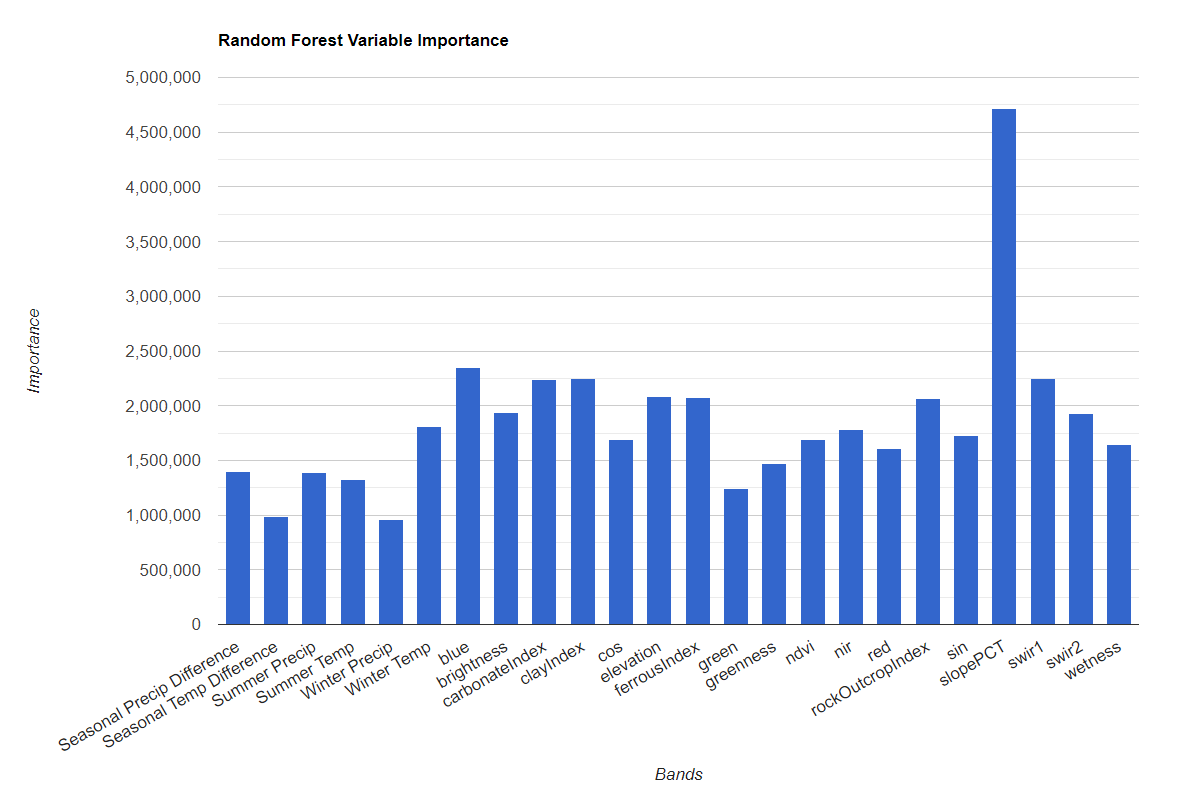 Random Forest Variable Importance
5,000,000
4,500,000
4,000,000
3,500,000
3,000,000
2,500,000
2,000,000
1,500,000
1,000,000
500,000
0
Importance
Seasonal Precip Difference
Seasonal Temp Difference
Summer Precip
Summer Temp
Winter Precip
Winter Temp
blue
brightness
carbonateIndex
clayIndex
cos
elevation
ferrousIndex
green
greenness
ndvi
nir
red
rockOutcropIndex
sin
slopePCT
swir1
swir2
wetness
Bands